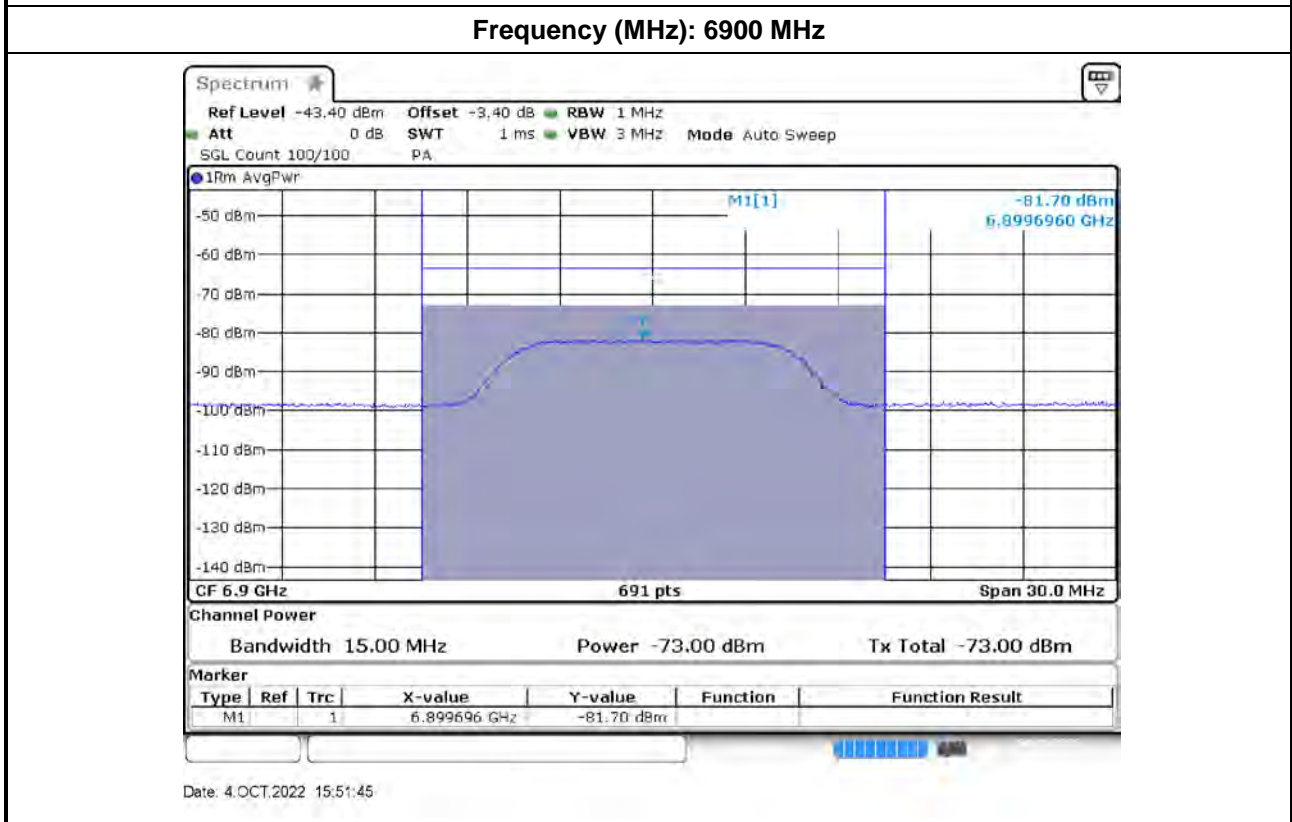 Frequency (MHz): 6900 MHz
Spectrum
Ref Level -43.40 dBm Offset -3.40 dB RBW 1 MHz
Att 0 dB SWT 1 ms VBW 3 MHz Mode Auto Sweep
SGL Count 100/100 PA
1Rm AvgPwr
M1[1] -81.70 dBm
6.8996960 GHz
-50 dBm
-60 dBm
-70 dBm
-80 dBm
-90 dBm
-100 dBm
-110 dBm
-120 dBm
-130 dBm
-140 dBm
CF 6.9 GHz 691 pts Span 30.0 MHz
Channel Power
Bandwidth 15.00 MHz Power -73.00 dBm Tx Total -73.00 dBm
Marker
Type Ref Trc X-value Y-value Function Function Result
M1 1 6.899696 GHz -81.70 dBm
Date: 4.OCT.2022 15:51:45